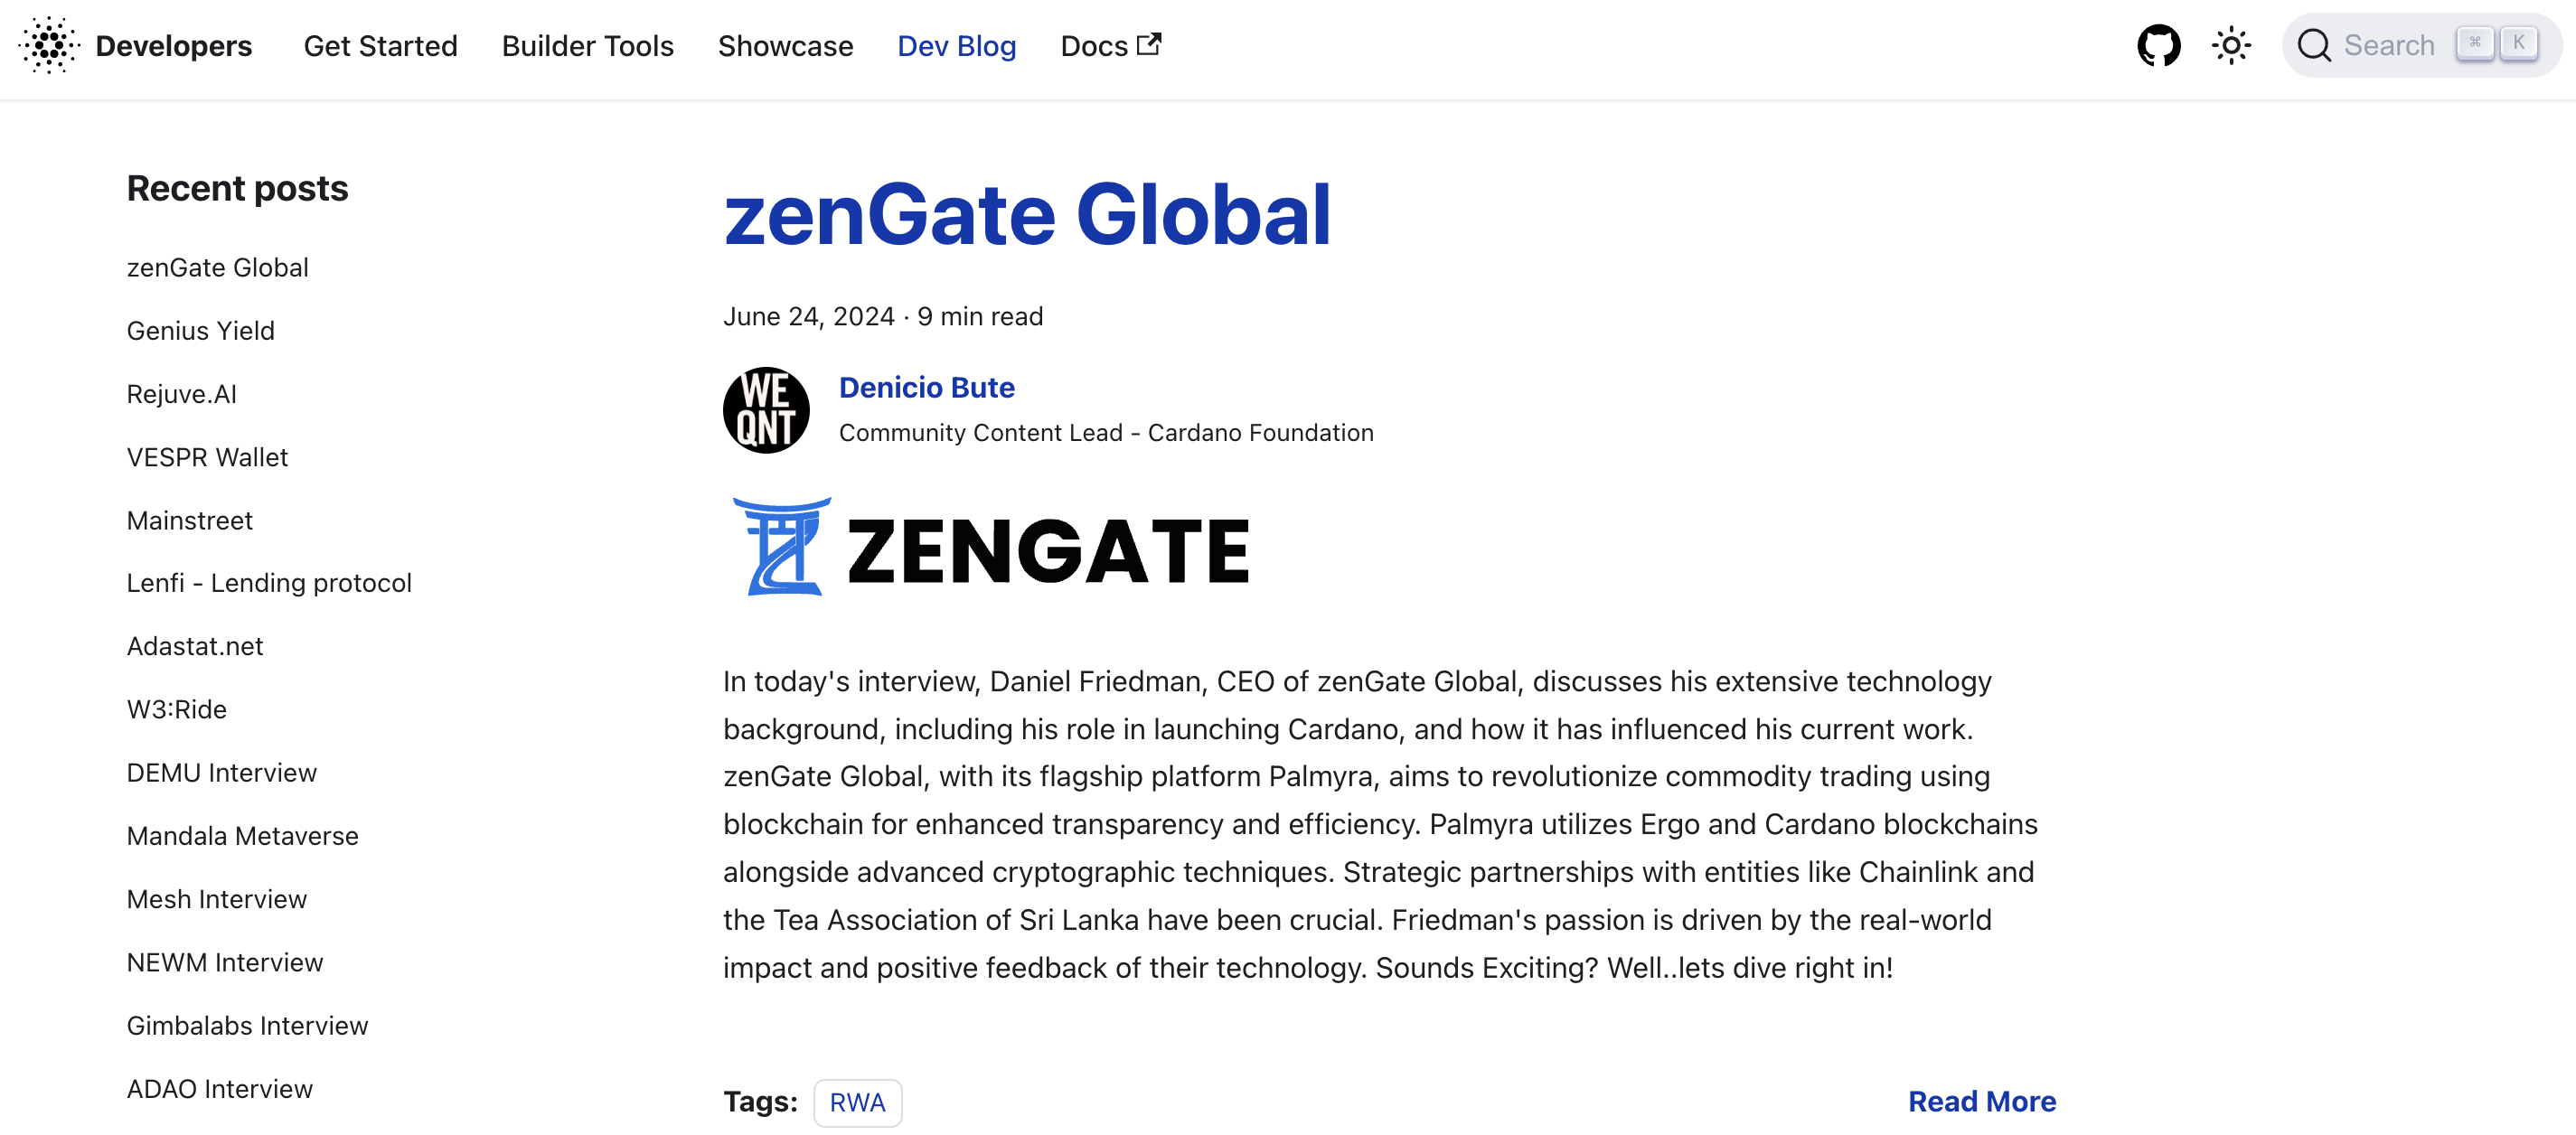 Developers Get Started Builder Tools Showcase Dev Blog Docs Search ⌘ K
Recent posts
zenGate Global
Genius Yield
Rejuve.AI
VESPR Wallet
Mainstreet
Lenfi - Lending protocol
Adastat.net
W3:Ride
DEMU Interview
Mandala Metaverse
Mesh Interview
NEWM Interview
Gimbalabs Interview
ADAO Interview
zenGate Global
June 24, 2024 · 9 min read
WE
QNT
Denicio Bute
Community Content Lead - Cardano Foundation
ZENGATE
In today's interview, Daniel Friedman, CEO of zenGate Global, discusses his extensive technology
background, including his role in launching Cardano, and how it has influenced his current work.
zenGate Global, with its flagship platform Palmyra, aims to revolutionize commodity trading using
blockchain for enhanced transparency and efficiency. Palmyra utilizes Ergo and Cardano blockchains
alongside advanced cryptographic techniques. Strategic partnerships with entities like Chainlink and
the Tea Association of Sri Lanka have been crucial. Friedman's passion is driven by the real-world
impact and positive feedback of their technology. Sounds Exciting? Well..lets dive right in!
Tags: RWA Read More